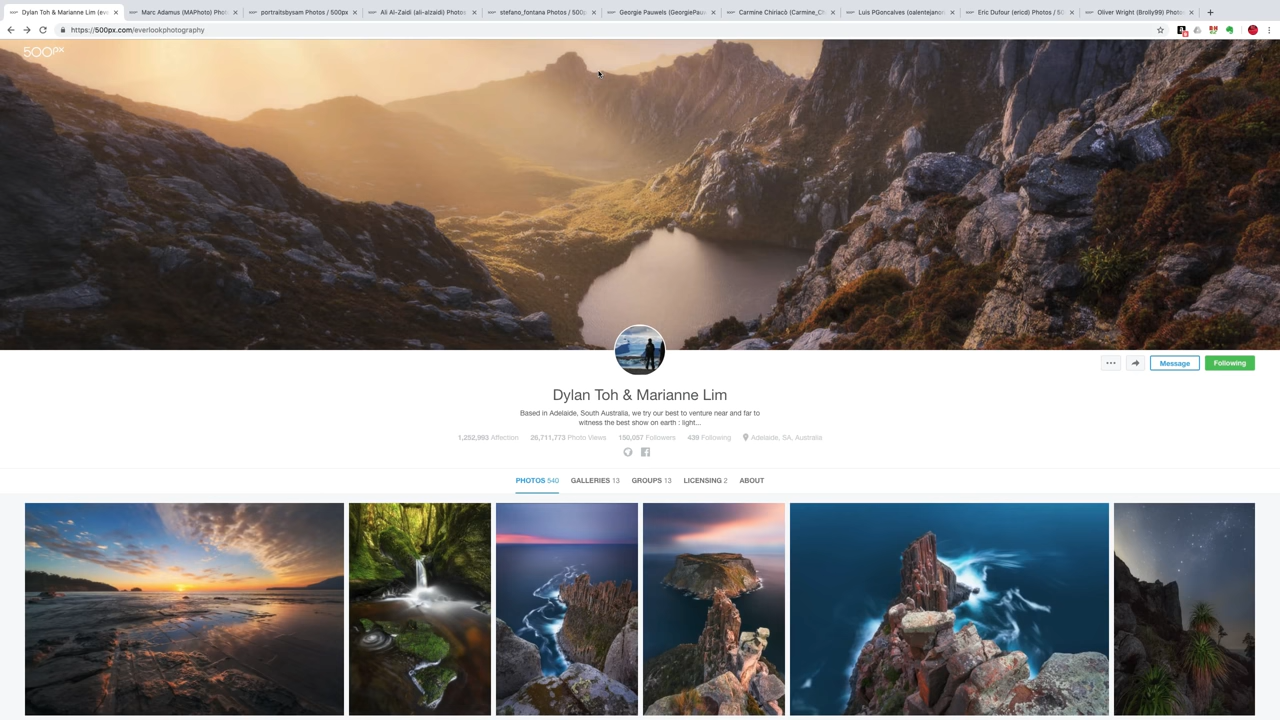 Dylan Toh & Marianne Lim (eve
Marc Adamus (MAPhoto) Phot
portraitsbysam Photos / 500px
Ali Al-Zaidi (ali-alzaidi) Photos
stefano_fontana Photos / 500p
Georgie Pauwels (GeorgiePau
Carmine Chiriacò (Carmine_C
Luis PGoncalves (oalentejano
Eric Dufour (ericd) Photos / 50
Oliver Wright (Brolly99) Photo
https://500px.com/everlookphotography
500px
Message
Following
Dylan Toh & Marianne Lim
Based in Adelaide, South Australia, we try our best to venture near and far to
witness the best show on earth : light...
1,252,993 Affection 26,711,773 Photo Views 150,057 Followers 439 Following Adelaide, SA, Australia
PHOTOS 540 GALLERIES 13 GROUPS 13 LICENSING 2 ABOUT